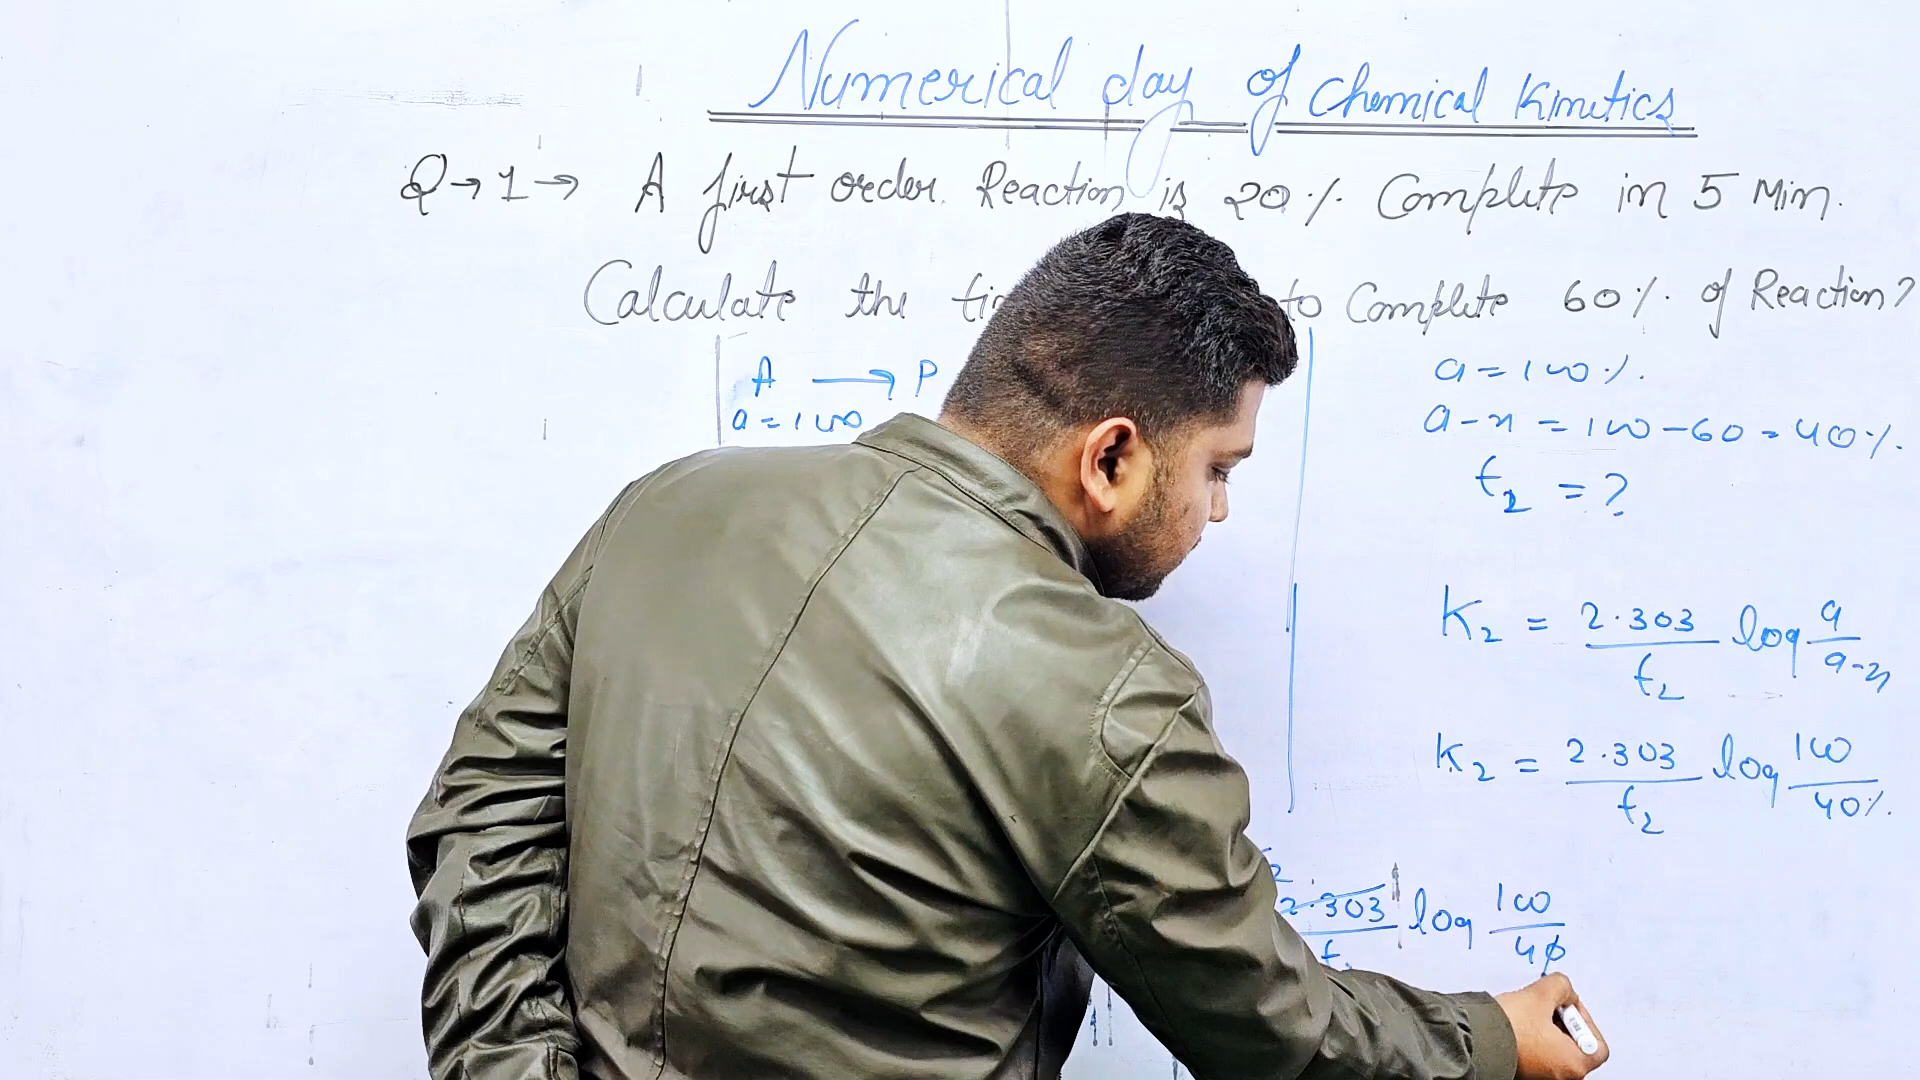 Numerical day of Chemical Kinetics
Q → 1 → A first order Reaction is 20 % Complete in 5 Min.
Calculate the to Complete 60 % of Reaction?
A → P
a = 100
a = 100 %
a - x = 100 - 60 = 40 %
t2 = ?
K2 = 2.303 / t2 log a / a-x
K2 = 2.303 / t2 log 100 / 40%
2.303 / t log 100 / 40